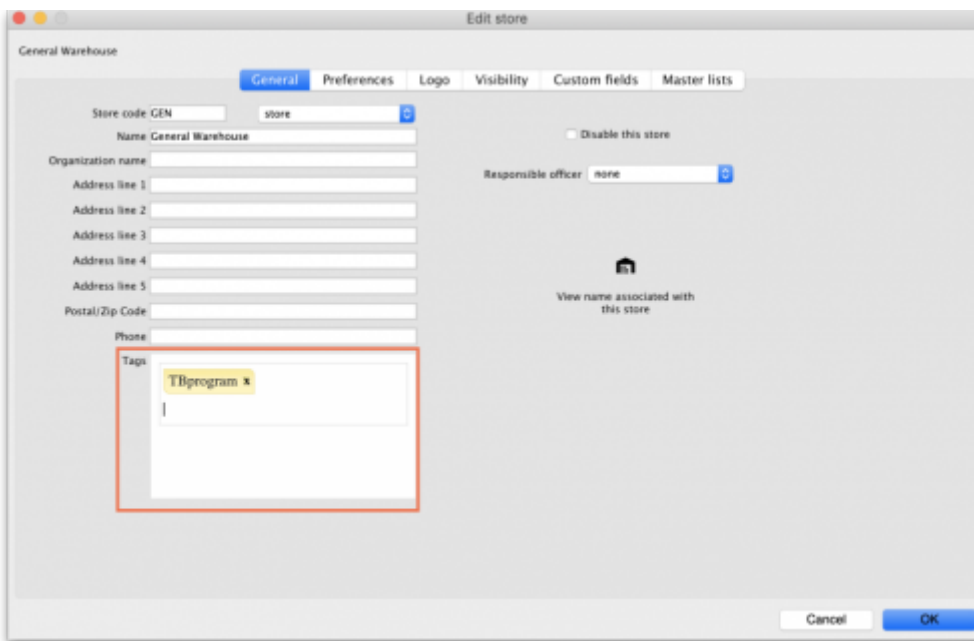 Edit store
General Warehouse
General Preferences Logo Visibility Custom fields Master lists
Store code GEN store
Disable this store
Name General Warehouse
Organization name
Responsible officer none
Address line 1
Address line 2
Address line 3
Address line 4
Address line 5
View name associated with
this store
Postal/Zip Code
Phone
Tags
TBprogram x
Cancel OK